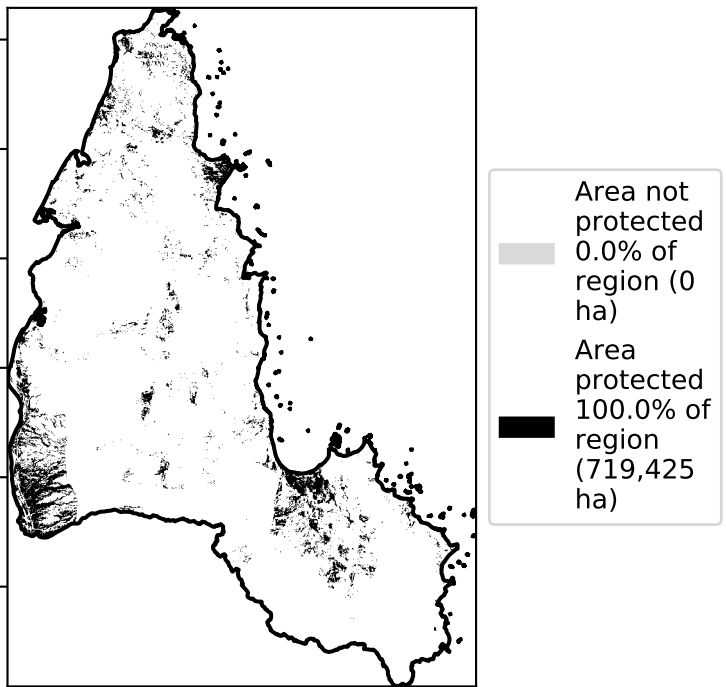 Area not
protected
0.0% of
region (0
ha)
Area
protected
100.0% of
region
(719,425
ha)